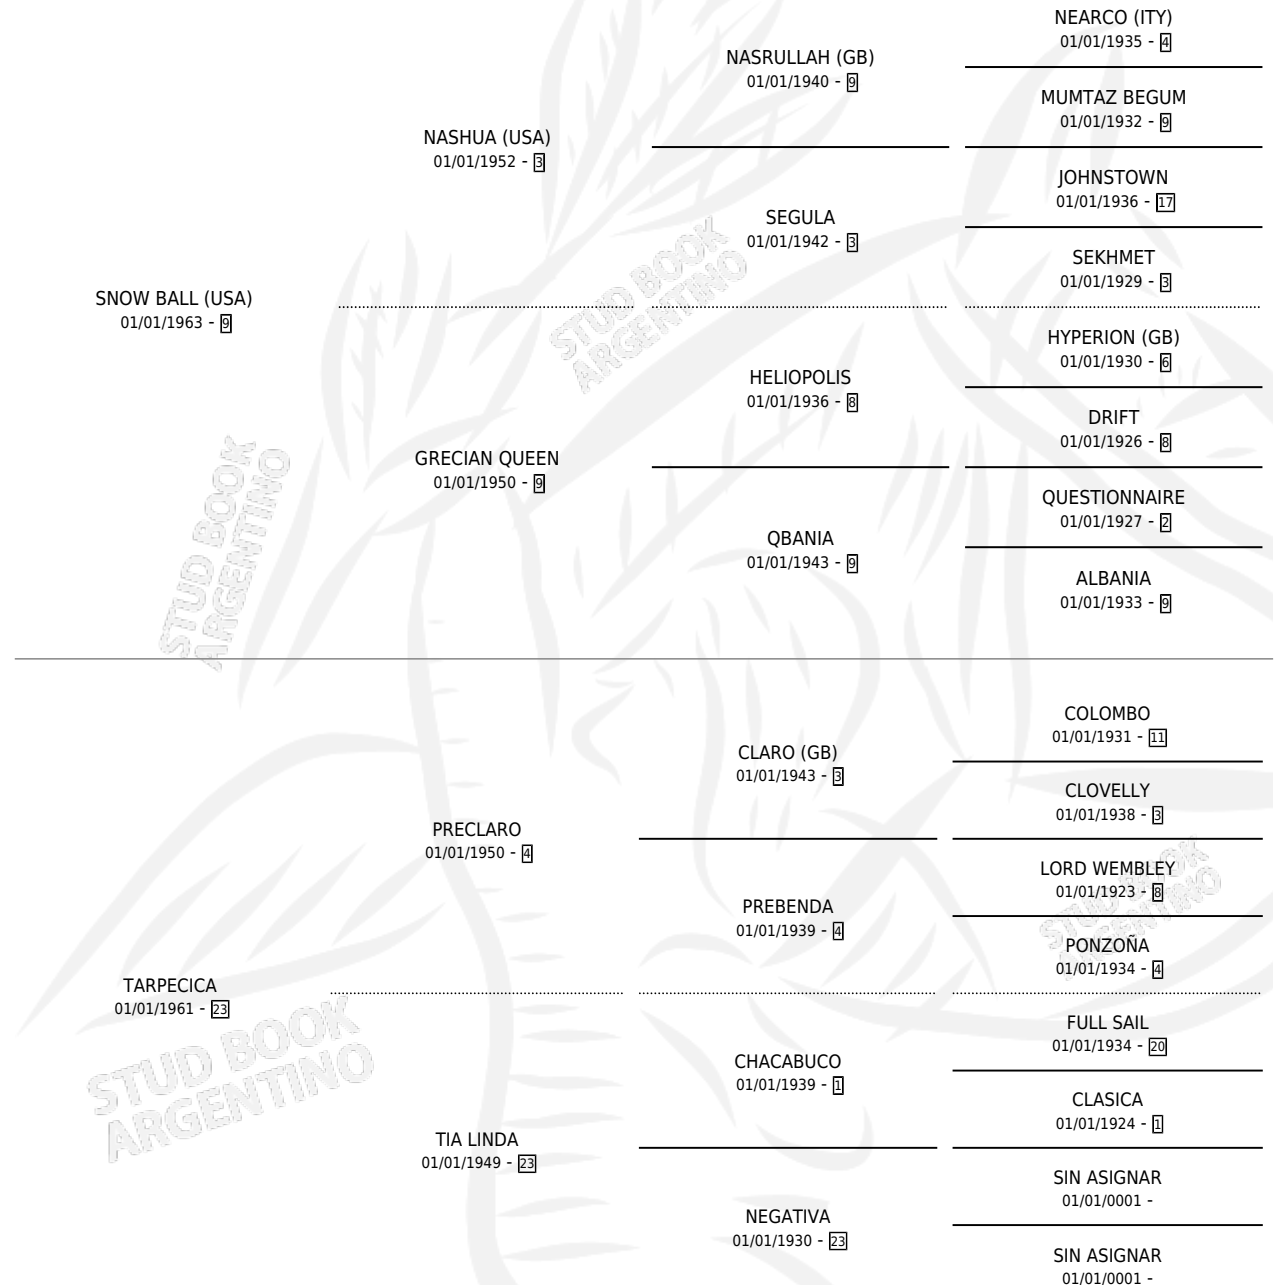 NEARCO (ITY)
01/01/1935 - 4
NASRULLAH (GB)
01/01/1940 - 9
MUMTAZ BEGUM
01/01/1932 - 9
NASHUA (USA)
01/01/1952 - 3
JOHNSTOWN
01/01/1936 - 17
SEGULA
01/01/1942 - 3
SEKHMET
01/01/1929 - 3
SNOW BALL (USA)
01/01/1963 - 9
HYPERION (GB)
01/01/1930 - 6
HELIOPOLIS
01/01/1936 - 8
DRIFT
01/01/1926 - 8
GRECIAN QUEEN
01/01/1950 - 9
QUESTIONNAIRE
01/01/1927 - 2
QBANIA
01/01/1943 - 9
ALBANIA
01/01/1933 - 9
STUD BOOK
ARGENTINO
STUD BOOK
ARGENTINO
COLOMBO
01/01/1931 - 11
CLARO (GB)
01/01/1943 - 3
CLOVELLY
01/01/1938 - 3
PRECLARO
01/01/1950 - 4
LORD WEMBLEY
01/01/1923 - 8
PREBENDA
01/01/1939 - 4
PONZOÑA
01/01/1934 - 4
STUD BOOK
ARGENTINO
TARPECICA
01/01/1961 - 23
FULL SAIL
01/01/1934 - 20
CHACABUCO
01/01/1939 - 1
CLASICA
01/01/1924 - 1
TIA LINDA
01/01/1949 - 23
SIN ASIGNAR
01/01/0001 -
NEGATIVA
01/01/1930 - 23
SIN ASIGNAR
01/01/0001 -
STUD BOOK
ARGENTINO